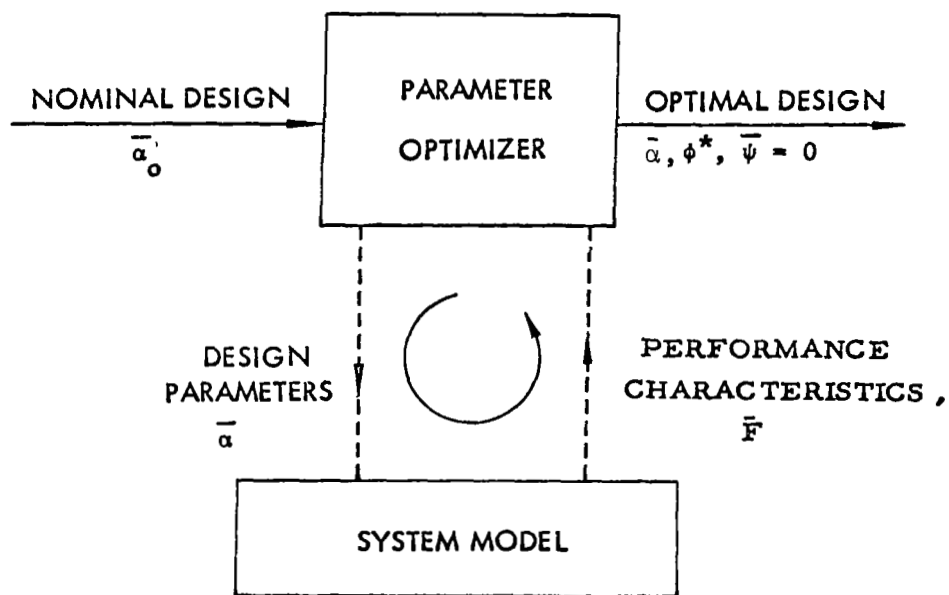 NOMINAL DESIGN
ᾱ₀
PARAMETER
OPTIMIZER
OPTIMAL DESIGN
ᾱ, ϕ*, ψ̄ = 0
DESIGN
PARAMETERS
ᾱ
PERFORMANCE
CHARACTERISTICS,
F̄
SYSTEM MODEL